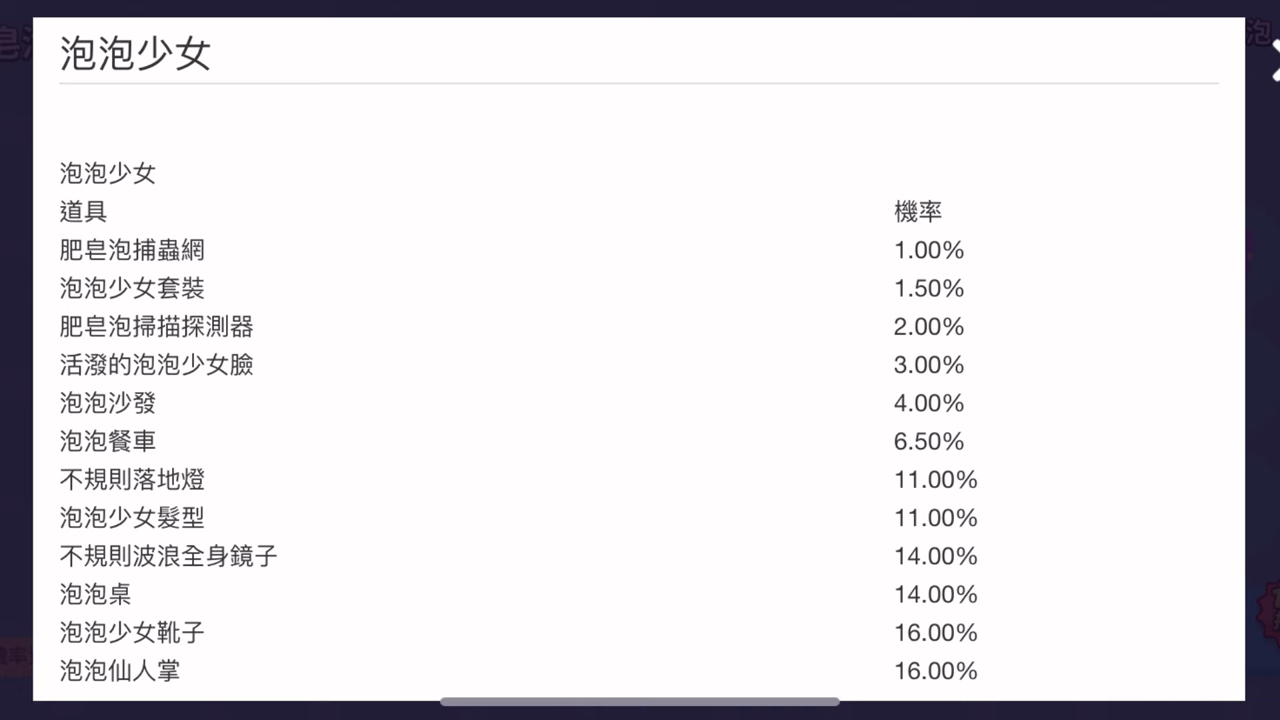 泡泡少女
泡泡少女
道具 機率
肥皂泡捕蟲網 1.00%
泡泡少女套裝 1.50%
肥皂泡掃描探測器 2.00%
活潑的泡泡少女臉 3.00%
泡泡沙發 4.00%
泡泡餐車 6.50%
不規則落地燈 11.00%
泡泡少女髮型 11.00%
不規則波浪全身鏡子 14.00%
泡泡桌 14.00%
泡泡少女靴子 16.00%
泡泡仙人掌 16.00%